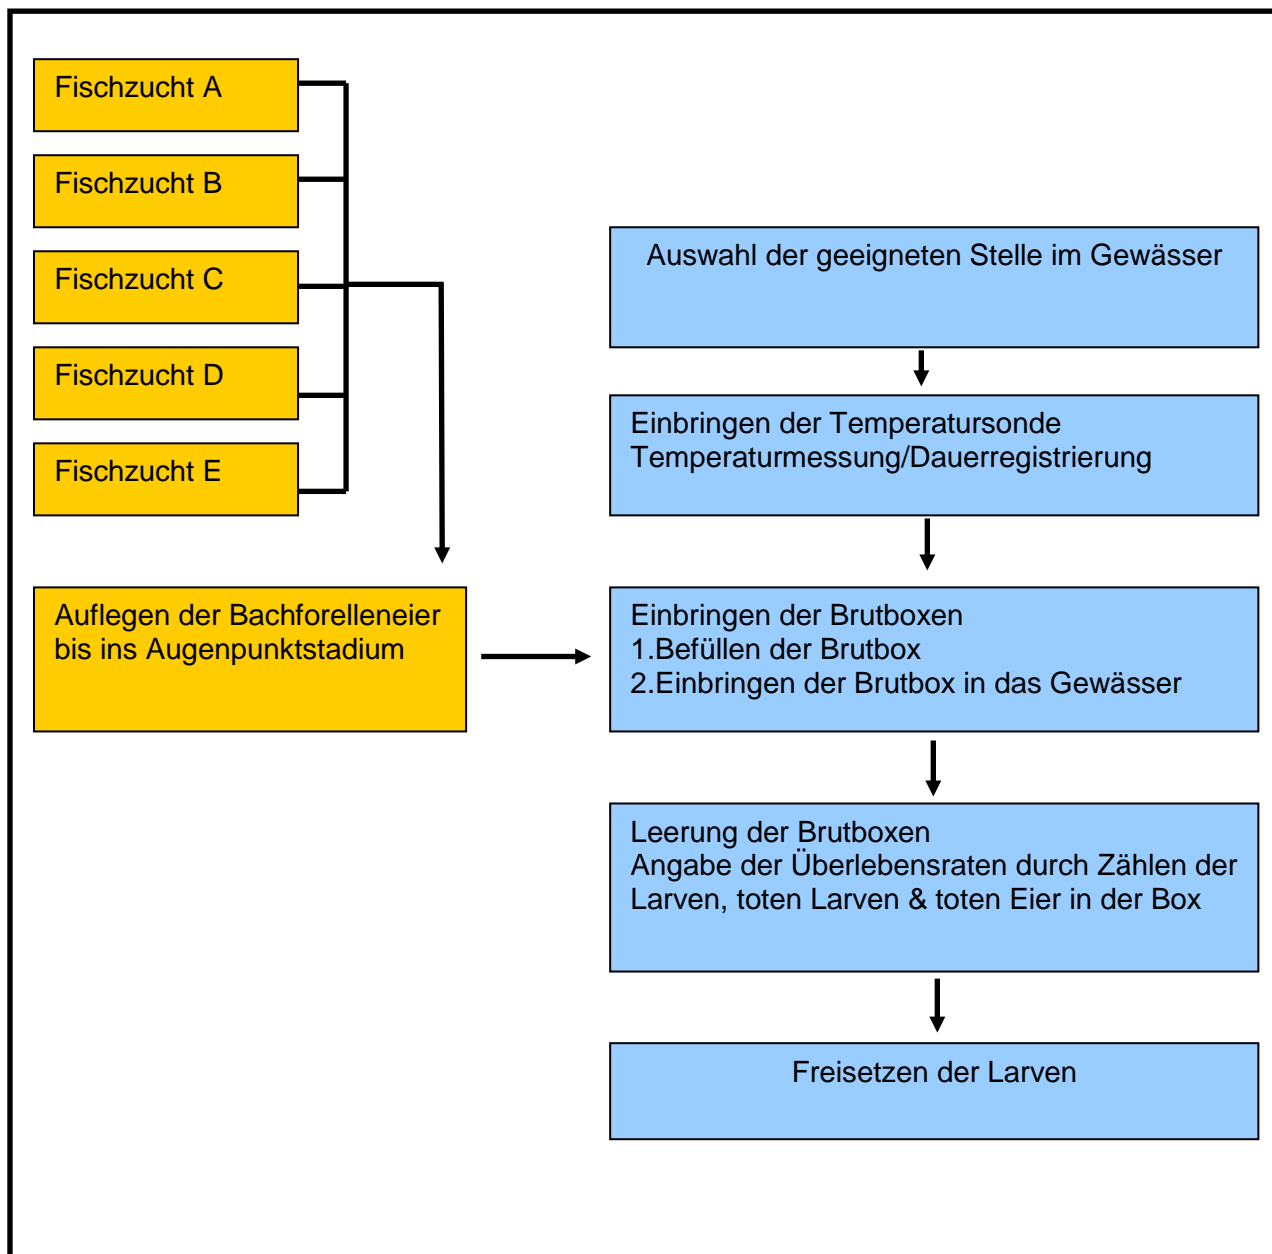 Fischzucht A
Fischzucht B
Fischzucht C
Fischzucht D
Fischzucht E
Auflegen der Bachforelleneier
bis ins Augenpunktstadium
Auswahl der geeigneten Stelle im Gewässer
Einbringen der Temperatursonde
Temperaturmessung/Dauerregistrierung
Einbringen der Brutboxen
1.Befüllen der Brutbox
2.Einbringen der Brutbox in das Gewässer
Leerung der Brutboxen
Angabe der Überlebensraten durch Zählen der
Larven, toten Larven & toten Eier in der Box
Freisetzen der Larven